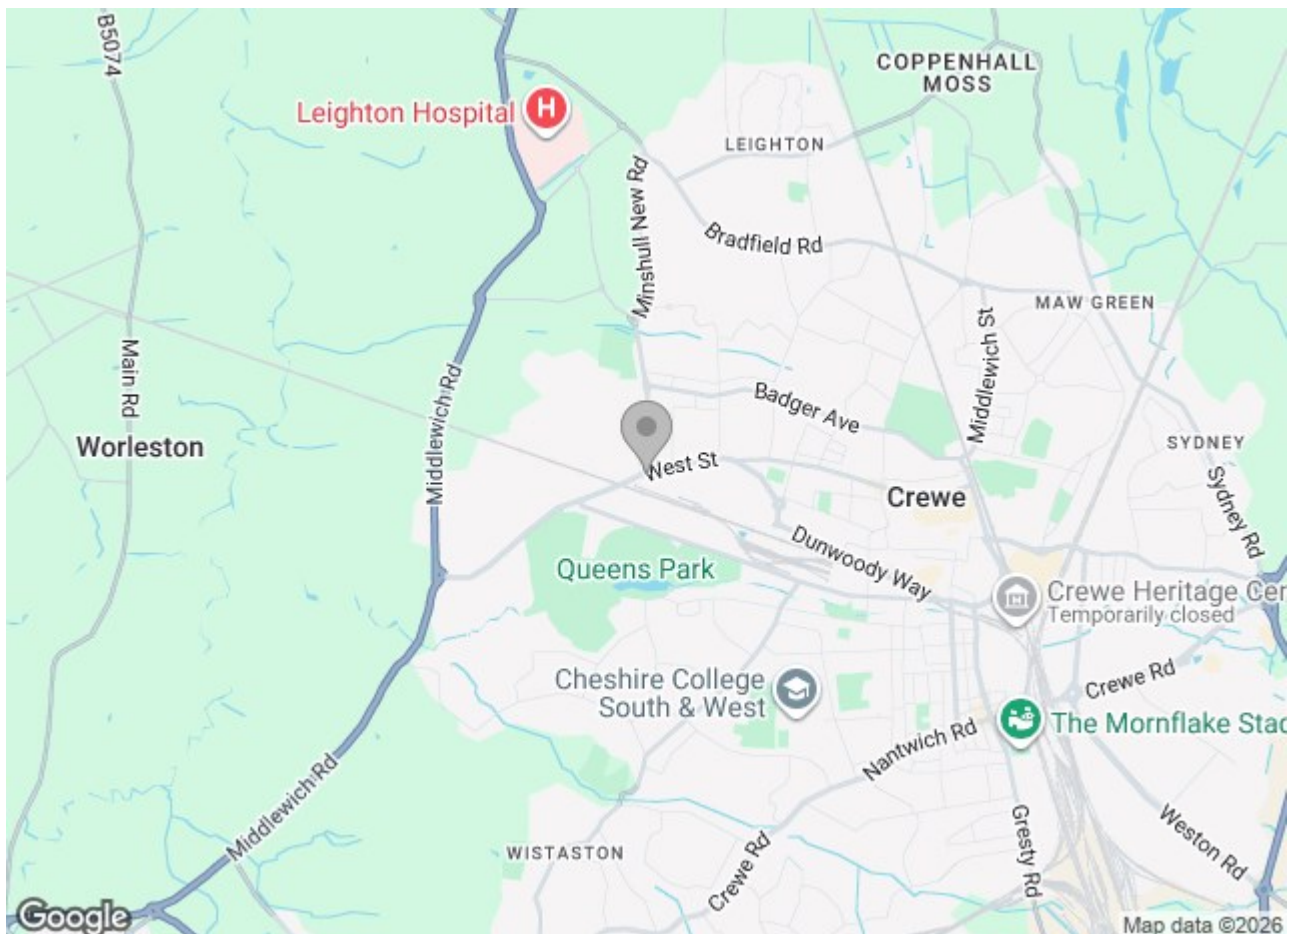 B5074
COPPENHALL
MOSS
Leighton Hospital
H
LEIGHTON
Minshull New Rd
Bradfield Rd
MAW GREEN
Main Rd
Middlewich St
Middlewich Rd
Badger Ave
Worleston
West St
SYDNEY
Crewe
Sydney Rd
Dunwoody Way
Queens Park
Crewe Heritage Cen
Temporarily closed
Cheshire College
South & West
Crewe Rd
Nantwich Rd
The Mornflake Stad
Middlewich Rd
Gresty Rd
Weston Rd
WISTASTON
Crewe Rd
Google
Map data ©2026